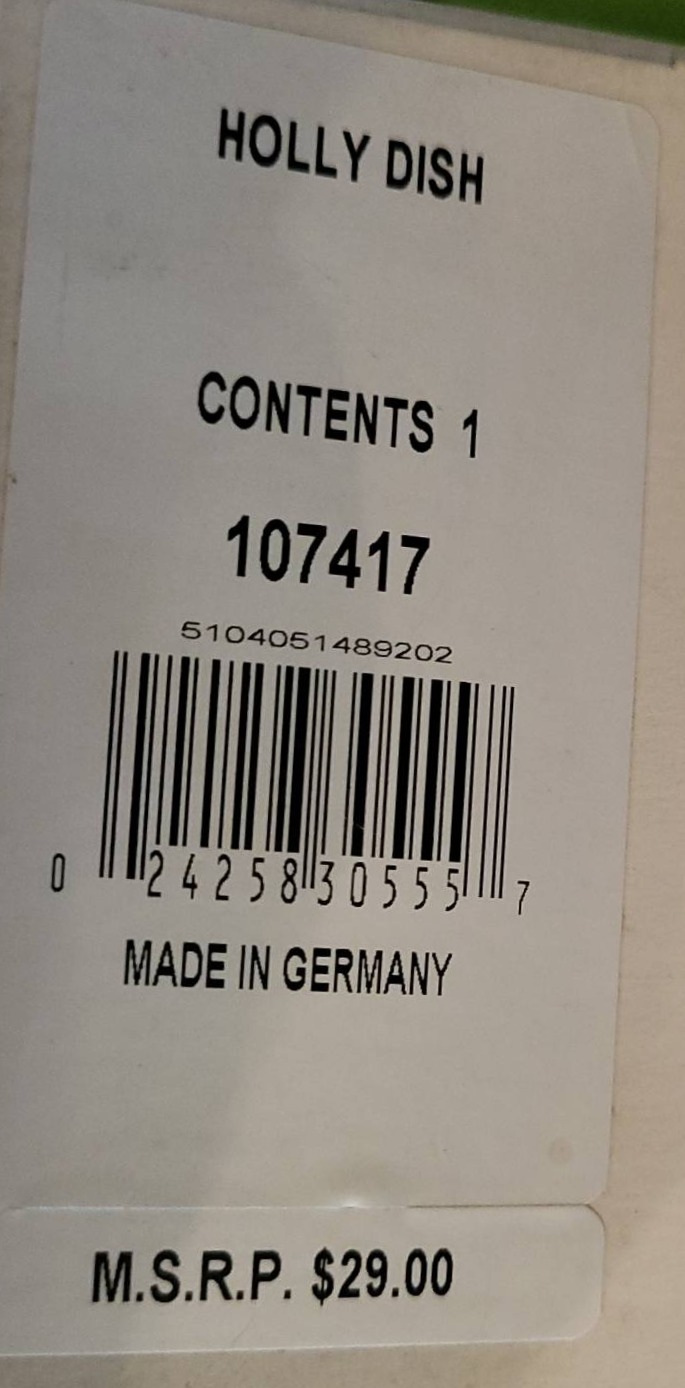 HOLLY DISH
CONTENTS 1
107417
5104051489202
0 24258 30555 7
MADE IN GERMANY
M.S.R.P. $29.00